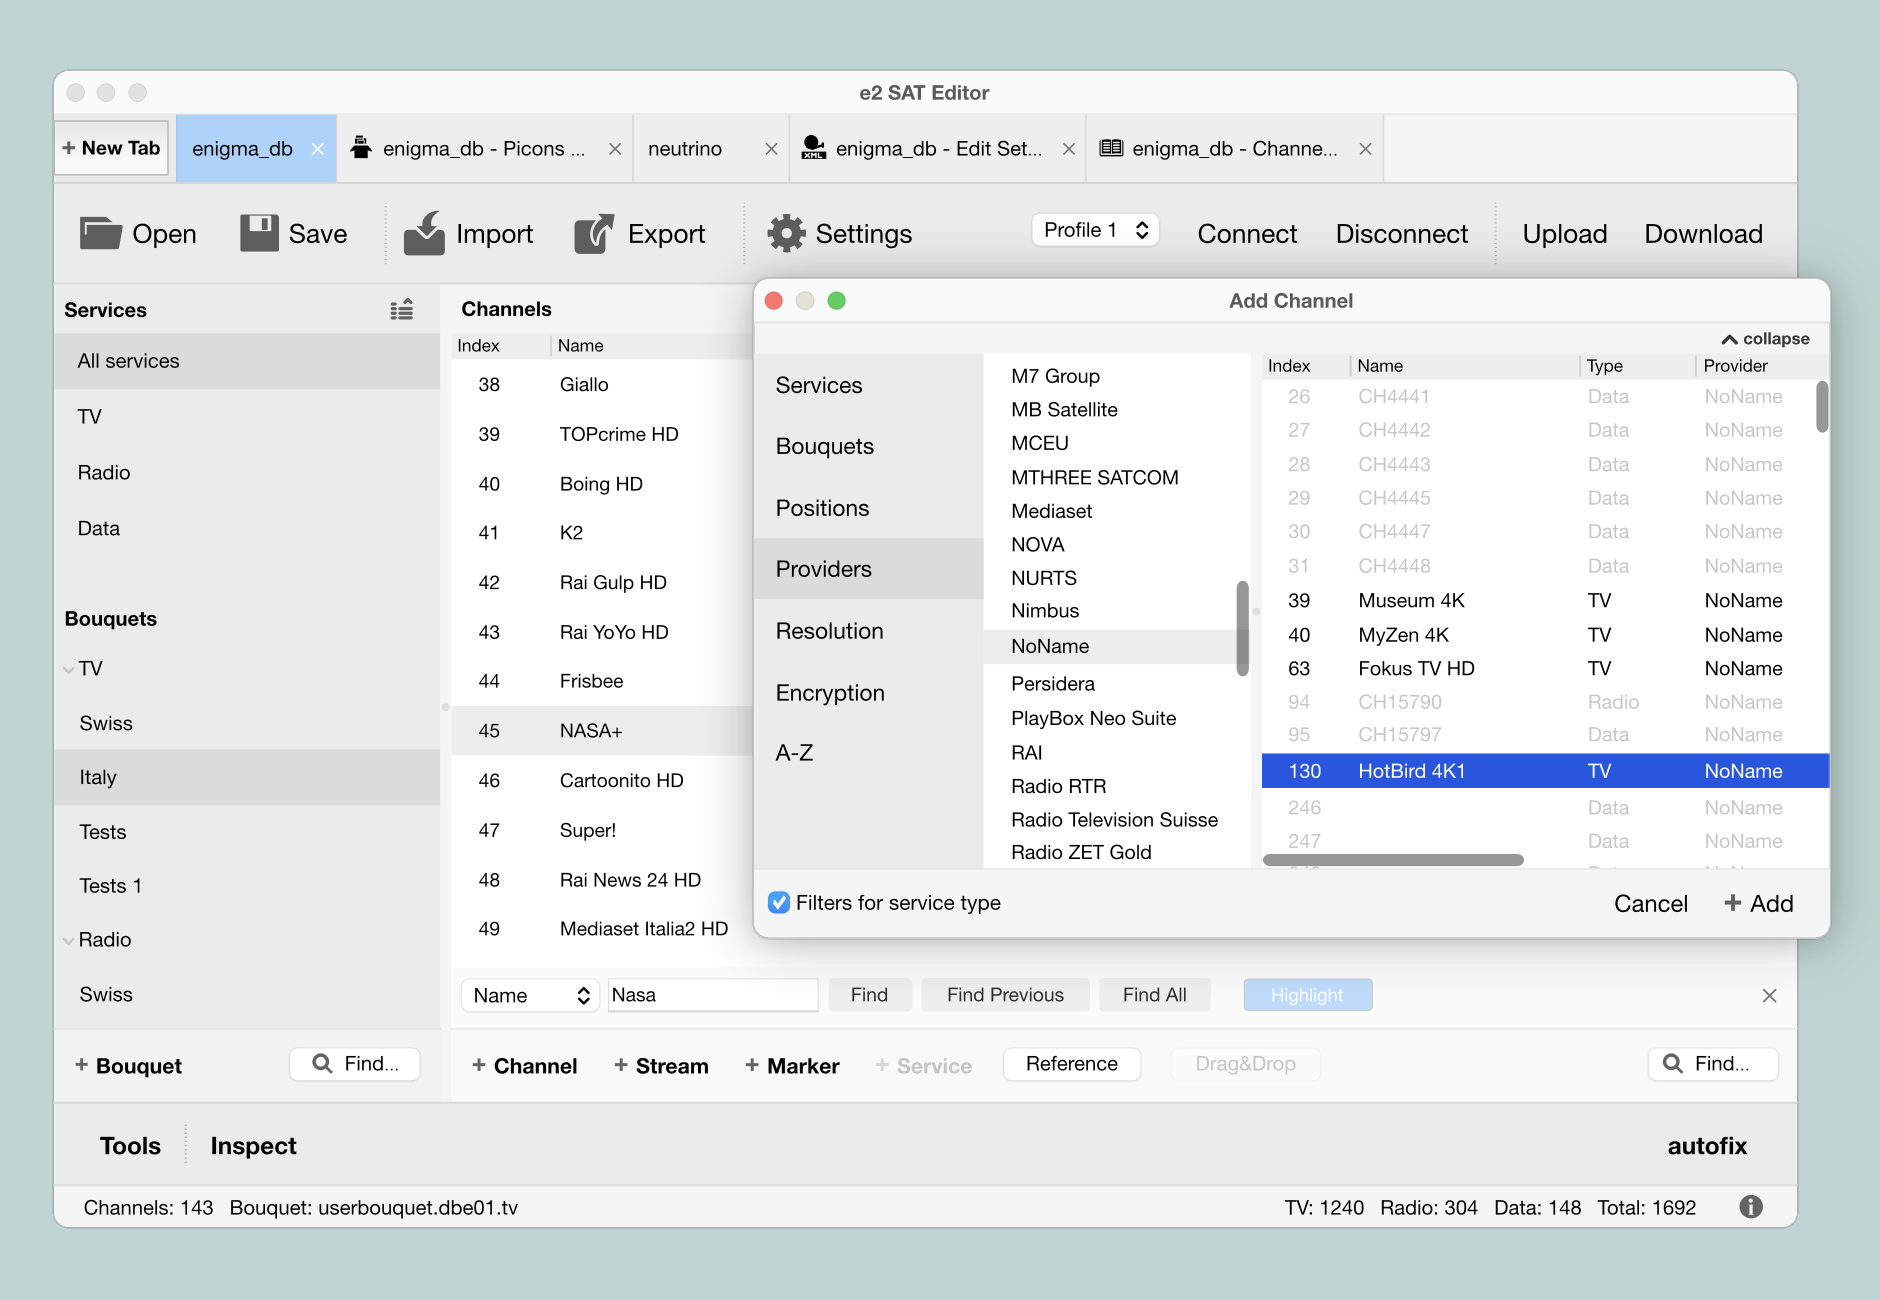 e2 SAT Editor
+ New Tab
enigma_db
enigma_db - Picons ...
neutrino
XML
enigma_db - Edit Set...
enigma_db - Channe...
Open
Save
Import
Export
Settings
Profile 1
Connect
Disconnect
Upload
Download
Services
All services
TV
Radio
Data
Bouquets
TV
Swiss
Italy
Tests
Tests 1
Radio
Swiss
+ Bouquet
Find...
Channels
Index Name
38 Giallo
39 TOPcrime HD
40 Boing HD
41 K2
42 Rai Gulp HD
43 Rai YoYo HD
44 Frisbee
45 NASA+
46 Cartoonito HD
47 Super!
48 Rai News 24 HD
49 Mediaset Italia2 HD
Add Channel
collapse
Services
Bouquets
Positions
Providers
Resolution
Encryption
A-Z
M7 Group
MB Satellite
MCEU
MTHREE SATCOM
Mediaset
NOVA
NURTS
Nimbus
NoName
Persidera
PlayBox Neo Suite
RAI
Radio RTR
Radio Television Suisse
Radio ZET Gold
Index Name Type Provider
26 CH4441 Data NoName
27 CH4442 Data NoName
28 CH4443 Data NoName
29 CH4445 Data NoName
30 CH4447 Data NoName
31 CH4448 Data NoName
39 Museum 4K TV NoName
40 MyZen 4K TV NoName
63 Fokus TV HD TV NoName
94 CH15790 Radio NoName
95 CH15797 Data NoName
130 HotBird 4K1 TV NoName
246 Data NoName
247 Data NoName
Filters for service type
Cancel
+ Add
Name
Nasa
Find
Find Previous
Find All
Highlight
+ Channel
+ Stream
+ Marker
+ Service
Reference
Drag&Drop
Find...
Tools
Inspect
autofix
Channels: 143 Bouquet: userbouquet.dbe01.tv
TV: 1240 Radio: 304 Data: 148 Total: 1692